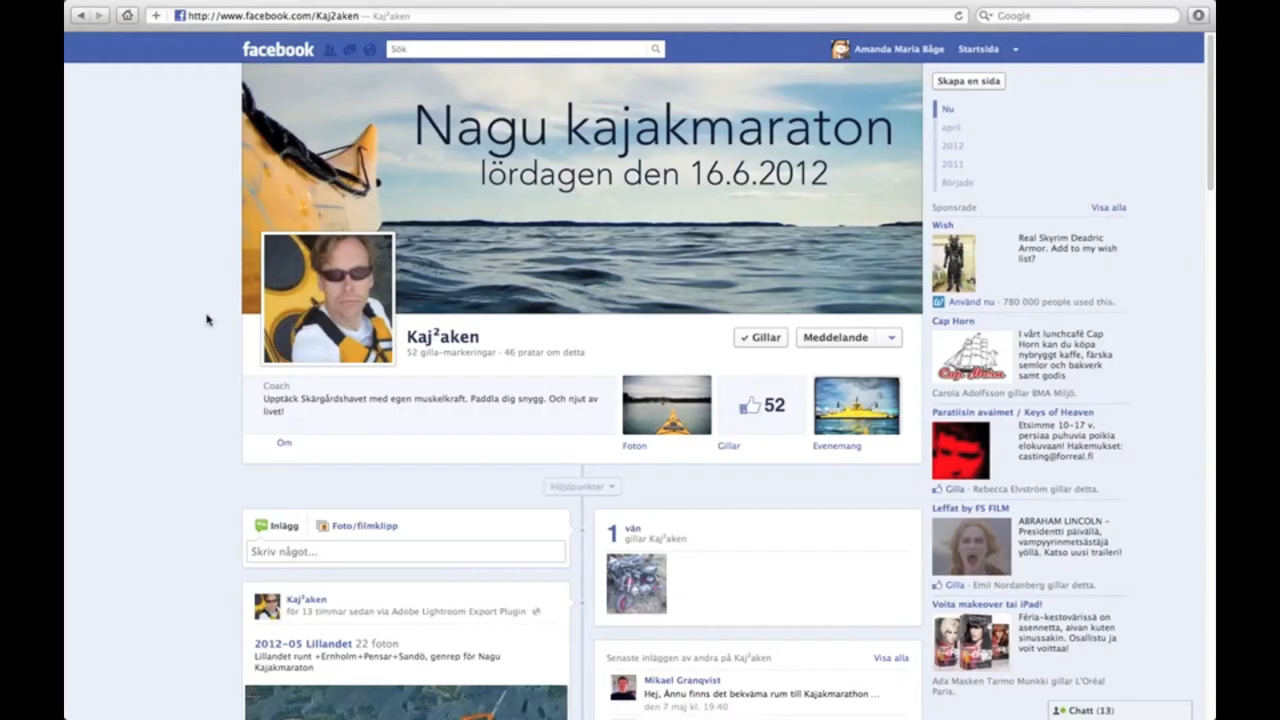 http://www.facebook.com/Kaj2aken — Kaj²aken
Google
facebook
Sök
Amanda Maria Båge
Startsida
Nagu kajakmaraton
lördagen den 16.6.2012
Kaj²aken
52 gilla-markeringar · 46 pratar om detta
Gillar
Meddelande
Coach
Upptäck Skärgårdshavet med egen muskelkraft. Paddla dig snygg. Och njut av
livet!
Om
Foton
52
Gillar
Evenemang
Höjdpunkter
Inlägg
Foto/filmklipp
Skriv något...
Kaj²aken
för 13 timmar sedan via Adobe Lightroom Export Plugin
2012-05 Lillandet 22 foton
Lillandet runt +Ernholm+Pensar+Sandö, genrep för Nagu
Kajakmaraton
1 vän
gillar Kaj²aken
Senaste inläggen av andra på Kaj²aken
Visa alla
Mikael Granqvist
Hej, Ännu finns det bekväma rum till Kajakmarathon ...
den 7 maj kl. 19:40
Skapa en sida
Nu
april
2012
2011
Började
Sponsrade
Visa alla
Wish
Real Skyrim Deadric
Armor. Add to my wish
list?
Använd nu · 780 000 people used this.
Cap Horn
I vårt lunchcafé Cap
Horn kan du köpa
nybryggt kaffe, färska
semlor och bakverk
samt godis
Cap Horn
Carola Adolfsson gillar BMA Miljö.
Paratiisin avaimet / Keys of Heaven
Etsimme 10-17 v.
persiaa puhuvia poikia
elokuvaan! Hakemukset:
casting@forreal.fi
Gilla · Rebecca Elvström gillar detta.
Leffat by FS FILM
ABRAHAM LINCOLN –
Presidentti päivällä,
vampyyrinmetsästäjä
yöllä. Katso uusi traileri!
Gilla · Emil Nordanberg gillar detta.
Voita makeover tai iPad!
Féria-kestovärissä on
asennetta, aivan kuten
sinussakin. Osallistu ja
voit voittaa!
Ada Masken Tarmo Munkki gillar L'Oréal
Paris.
Chatt (13)